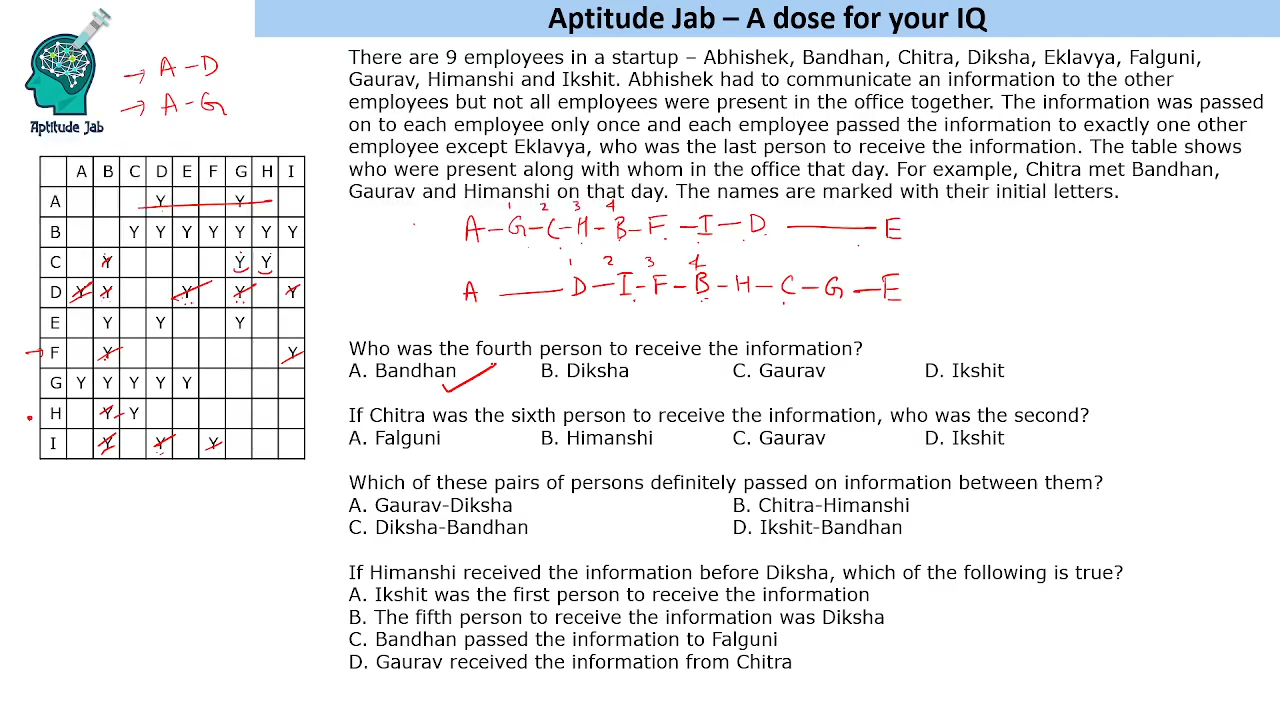 Aptitude Jab – A dose for your IQ
Aptitude Jab
→ A - D
→ A - G
There are 9 employees in a startup – Abhishek, Bandhan, Chitra, Diksha, Eklavya, Falguni,
Gaurav, Himanshi and Ikshit. Abhishek had to communicate an information to the other
employees but not all employees were present in the office together. The information was passed
on to each employee only once and each employee passed the information to exactly one other
employee except Eklavya, who was the last person to receive the information. The table shows
who were present along with whom in the office that day. For example, Chitra met Bandhan,
Gaurav and Himanshi on that day. The names are marked with their initial letters.
A B C D E F G H I
A Y Y
B Y Y Y Y Y Y Y
C Y Y Y
D Y Y Y Y Y
E Y Y Y
→ F Y Y
G Y Y Y Y Y
H Y Y
I Y Y Y
1 2 3 4
A - G - C - H - B - F - I - D - E
1 2 3 4
A - D - I - F - B - H - C - G - E
Who was the fourth person to receive the information?
A. Bandhan B. Diksha C. Gaurav D. Ikshit
If Chitra was the sixth person to receive the information, who was the second?
A. Falguni B. Himanshi C. Gaurav D. Ikshit
Which of these pairs of persons definitely passed on information between them?
A. Gaurav-Diksha B. Chitra-Himanshi
C. Diksha-Bandhan D. Ikshit-Bandhan
If Himanshi received the information before Diksha, which of the following is true?
A. Ikshit was the first person to receive the information
B. The fifth person to receive the information was Diksha
C. Bandhan passed the information to Falguni
D. Gaurav received the information from Chitra